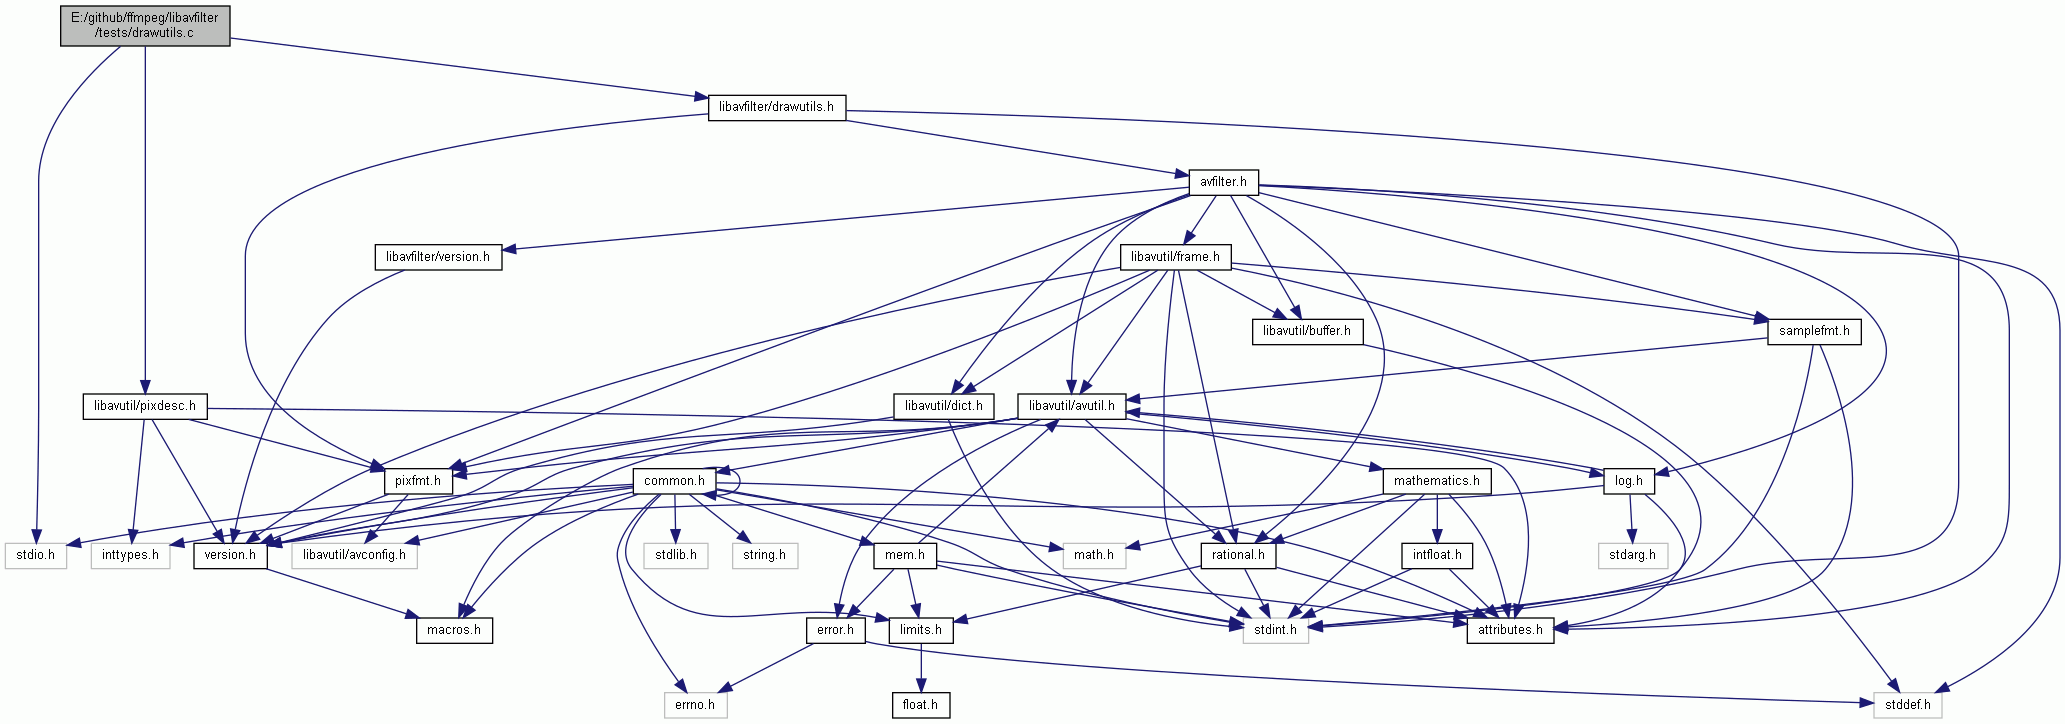 E:/github/ffmpeg/libavfilter
/tests/drawutils.c
libavfilter/drawutils.h
avfilter.h
libavfilter/version.h
libavutil/frame.h
libavutil/buffer.h
samplefmt.h
libavutil/pixdesc.h
libavutil/dict.h
libavutil/avutil.h
pixfmt.h
common.h
mathematics.h
log.h
stdio.h
inttypes.h
version.h
libavutil/avconfig.h
stdlib.h
string.h
mem.h
math.h
rational.h
intfloat.h
stdarg.h
macros.h
error.h
limits.h
stdint.h
attributes.h
errno.h
float.h
stddef.h